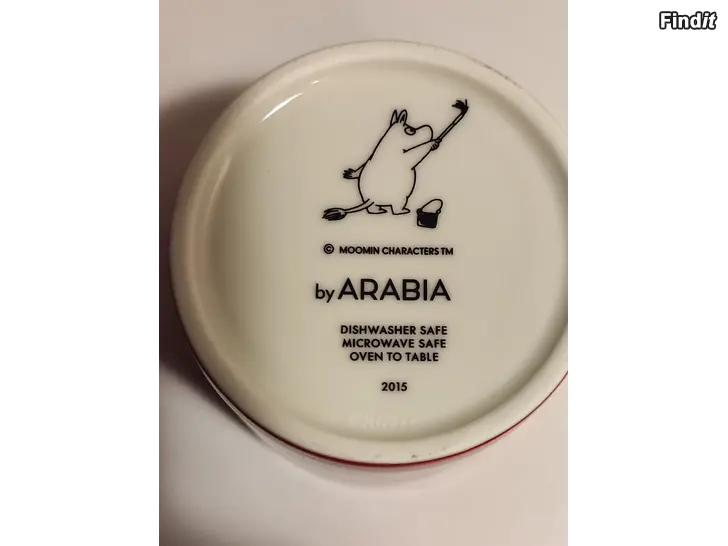 Findit
© MOOMIN CHARACTERS TM
by ARABIA
DISHWASHER SAFE
MICROWAVE SAFE
OVEN TO TABLE
2015